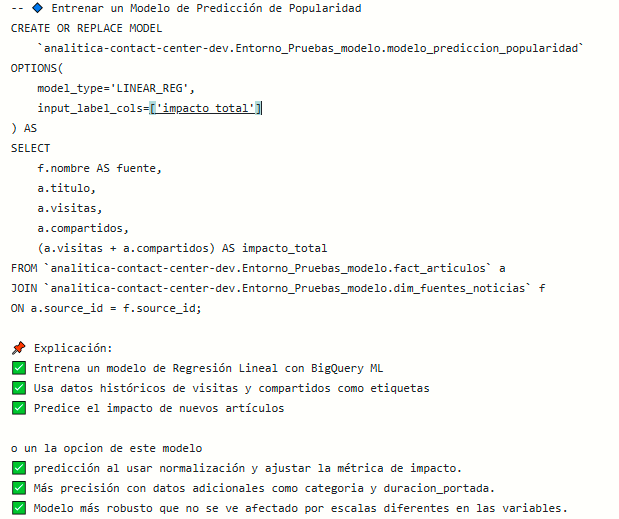 -- 🔷 Entrenar un Modelo de Predicción de Popularidad
CREATE OR REPLACE MODEL
`analitica-contact-center-dev.Entorno_Pruebas_modelo.modelo_prediccion_popularidad`
OPTIONS(
model_type='LINEAR_REG',
input_label_cols=['impacto_total']
) AS
SELECT
f.nombre AS fuente,
a.titulo,
a.visitas,
a.compartidos,
(a.visitas + a.compartidos) AS impacto_total
FROM `analitica-contact-center-dev.Entorno_Pruebas_modelo.fact_articulos` a
JOIN `analitica-contact-center-dev.Entorno_Pruebas_modelo.dim_fuentes_noticias` f
ON a.source_id = f.source_id;
📌 Explicación:
✅ Entrena un modelo de Regresión Lineal con BigQuery ML
✅ Usa datos históricos de visitas y compartidos como etiquetas
✅ Predice el impacto de nuevos artículos
o un la opcion de este modelo
✅ predicción al usar normalización y ajustar la métrica de impacto.
✅ Más precisión con datos adicionales como categoria y duracion_portada.
✅ Modelo más robusto que no se ve afectado por escalas diferentes en las variables.